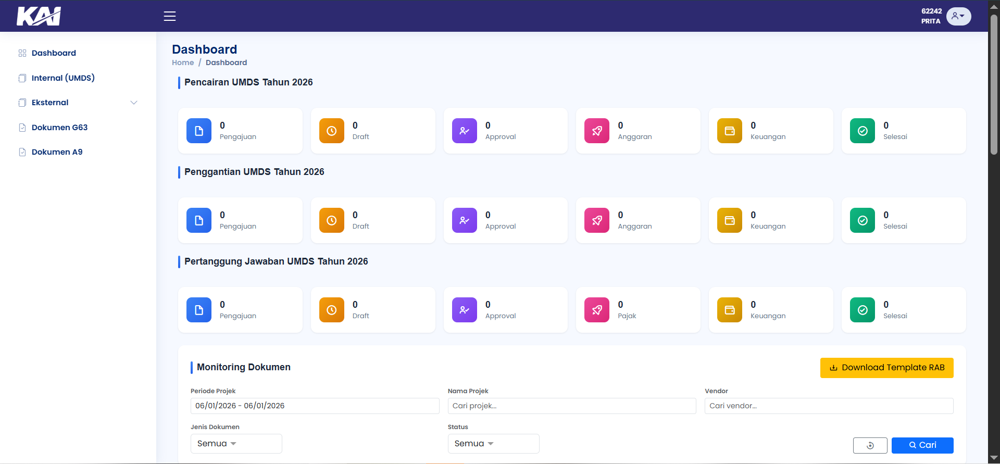 KAI
62242
PRITA
Dashboard
Internal (UMDS)
Eksternal
Dokumen G63
Dokumen A9
Dashboard
Home / Dashboard
Pencairan UMDS Tahun 2026
0
Pengajuan
0
Draft
0
Approval
0
Anggaran
0
Keuangan
0
Selesai
Penggantian UMDS Tahun 2026
0
Pengajuan
0
Draft
0
Approval
0
Anggaran
0
Keuangan
0
Selesai
Pertanggung Jawaban UMDS Tahun 2026
0
Pengajuan
0
Draft
0
Approval
0
Pajak
0
Keuangan
0
Selesai
Monitoring Dokumen
Download Template RAB
Periode Projek
06/01/2026 - 06/01/2026
Nama Projek
Cari projek...
Vendor
Cari vendor...
Jenis Dokumen
Semua
Status
Semua
Cari